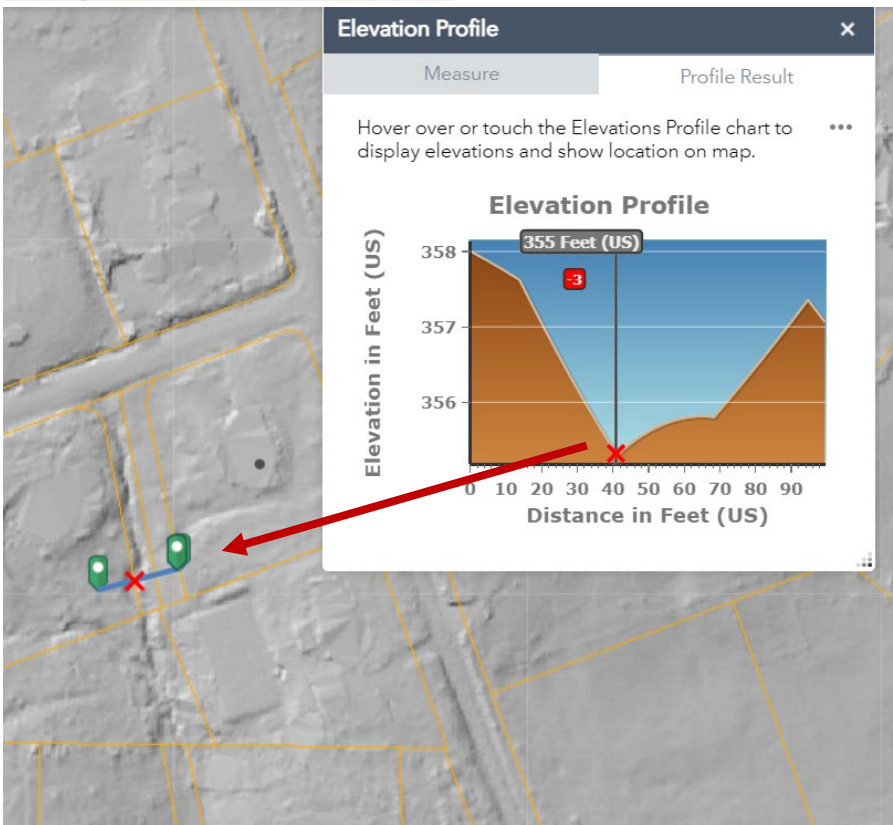 Elevation Profile ×
Measure Profile Result
Hover over or touch the Elevations Profile chart to
display elevations and show location on map.
Elevation Profile
Elevation in Feet (US)
355 Feet (US)
-3
358
357
356
0 10 20 30 40 50 60 70 80 90
Distance in Feet (US)